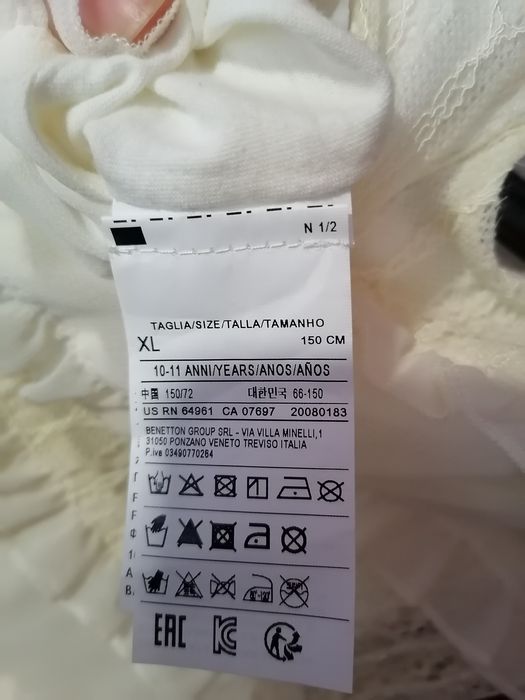 N 1/2
TAGLIA/SIZE/TALLA/TAMANHO
XL 150 CM
10-11 ANNI/YEARS/ANOS/AÑOS
中国 150/72 대한민국 66-150
US RN 64961 CA 07697 20080183
BENETTON GROUP SRL - VIA VILLA MINELLI,1
31050 PONZANO VENETO TREVISO ITALIA
P.iva 03490770264
EAC